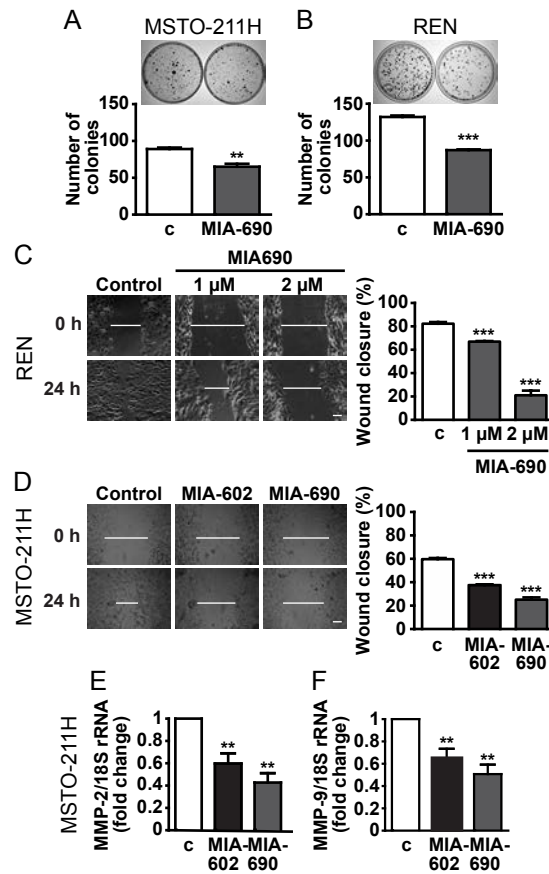 A
MSTO-211H
Number of
colonies
150
100
50
0
**
c
MIA-690
B
REN
Number of
colonies
150
100
50
0
***
c
MIA-690
C
MIA690
Control
1 µM
2 µM
REN
0 h
24 h
Wound closure (%)
100
80
60
40
20
0
***
***
c
1 µM
2 µM
MIA-690
D
Control
MIA-602
MIA-690
MSTO-211H
0 h
24 h
Wound closure (%)
100
80
60
40
20
0
***
***
c
MIA-
602
MIA-
690
MSTO-211H
E
MMP-2/18S rRNA
(fold change)
1
0.8
0.6
0.4
0.2
0
**
**
c
MIA-
602
MIA-
690
F
MMP-9/18S rRNA
(fold change)
1
0.8
0.6
0.4
0.2
0
**
**
c
MIA-
602
MIA-
690